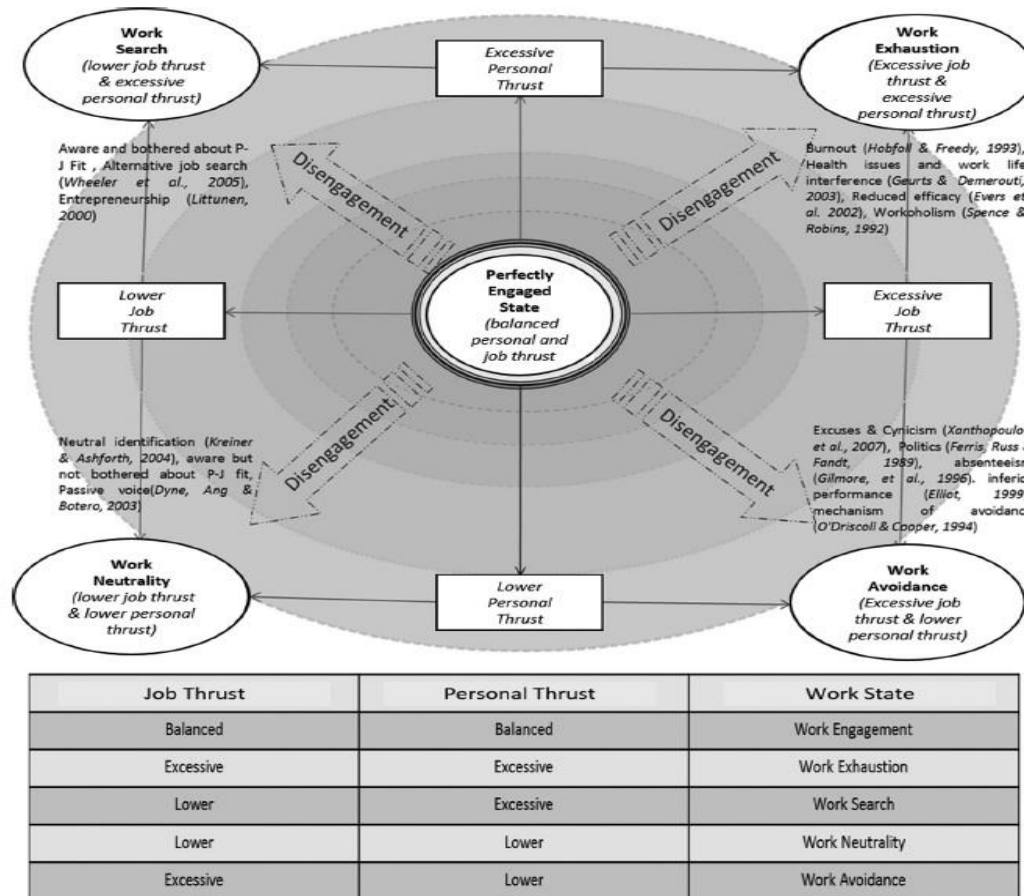 Work
Search
(lower job thrust
& excessive
personal thrust)
Excessive
Personal
Thrust
Work
Exhaustion
(Excessive job
thrust &
excessive
personal thrust)
Aware and bothered about P-
J Fit , Alternative job search
(Wheeler et al., 2005),
Entrepreneurship (Littunen,
2000)
Disengagement
Disengagement
Burnout (Hobfoll & Freedy, 1993),
Health issues and work life
interference (Geurts & Demerouti,
2003), Reduced efficacy (Evers et
al. 2002), Workoholism (Spence &
Robins, 1992)
Lower
Job
Thrust
Perfectly
Engaged
State
(balanced
personal and
job thrust
Excessive
Job
Thrust
Neutral identification (Kreiner
& Ashforth, 2004), aware but
not bothered about P-J fit,
Passive voice(Dyne, Ang &
Botero, 2003)
Disengagement
Disengagement
Excuses & Cynicism (Xanthopoulo
et al., 2007), Politics (Ferris, Russ
Fandt, 1989), absenteeism
(Gilmore, et al., 1996). inferio
performance (Elliot, 1999
mechanism of avoidanc
(O'Driscoll & Cooper, 1994)
Work
Neutrality
(lower job thrust
& lower personal
thrust)
Lower
Personal
Thrust
Work
Avoidance
(Excessive job
thrust & lower
personal thrust)
Job Thrust Personal Thrust Work State
Balanced Balanced Work Engagement
Excessive Excessive Work Exhaustion
Lower Excessive Work Search
Lower Lower Work Neutrality
Excessive Lower Work Avoidance